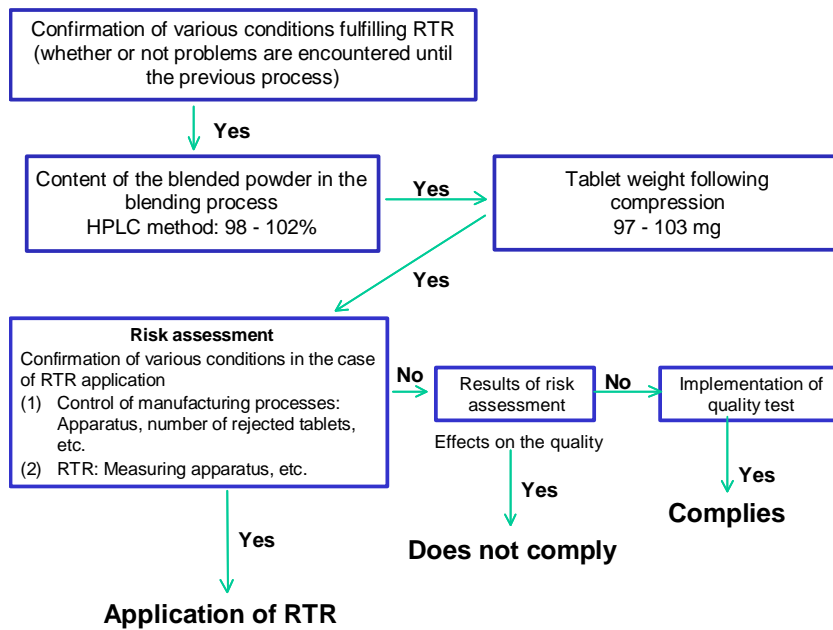 Confirmation of various conditions fulfilling RTR
(whether or not problems are encountered until
the previous process)
Yes
Content of the blended powder in the
blending process
HPLC method: 98 - 102%
Yes
Tablet weight following
compression
97 - 103 mg
Yes
Risk assessment
Confirmation of various conditions in the case
of RTR application
(1) Control of manufacturing processes:
Apparatus, number of rejected tablets,
etc.
(2) RTR: Measuring apparatus, etc.
No
Results of risk
assessment
Effects on the quality
No
Implementation of
quality test
Yes
Complies
Yes
Does not comply
Yes
Application of RTR